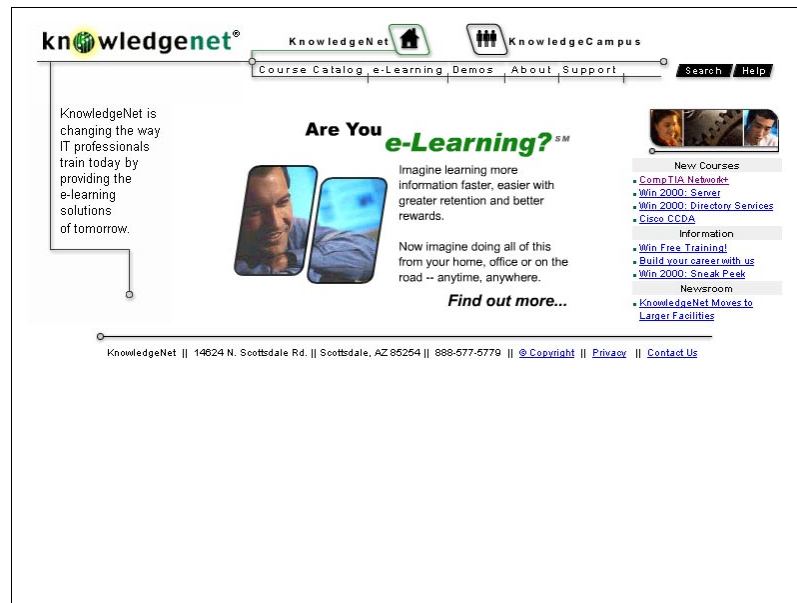 knowledgenet®
KnowledgeNet
KnowledgeCampus
Course Catalog e-Learning Demos About Support
Search Help
KnowledgeNet is
changing the way
IT professionals
train today by
providing the
e-learning
solutions
of tomorrow.
Are You
e-Learning? SM
Imagine learning more
information faster, easier with
greater retention and better
rewards.
Now imagine doing all of this
from your home, office or on the
road -- anytime, anywhere.
Find out more...
New Courses
CompTIA Network+
Win 2000: Server
Win 2000: Directory Services
Cisco CCDA
Information
Win Free Training!
Build your career with us
Win 2000: Sneak Peek
Newsroom
KnowledgeNet Moves to
Larger Facilities
KnowledgeNet || 14624 N. Scottsdale Rd. || Scottsdale, AZ 85254 || 888-577-5779 || © Copyright || Privacy || Contact Us